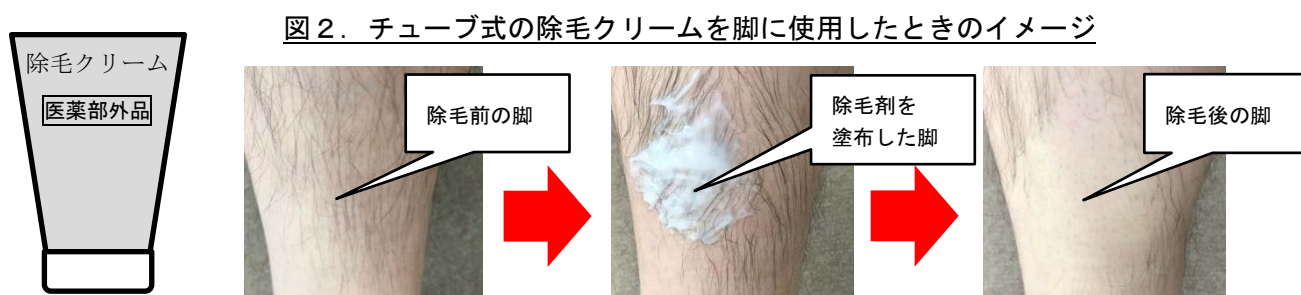 図２．チューブ式の除毛クリームを脚に使用したときのイメージ
除毛クリーム
医薬部外品
除毛前の脚
除毛剤を
塗布した脚
除毛後の脚